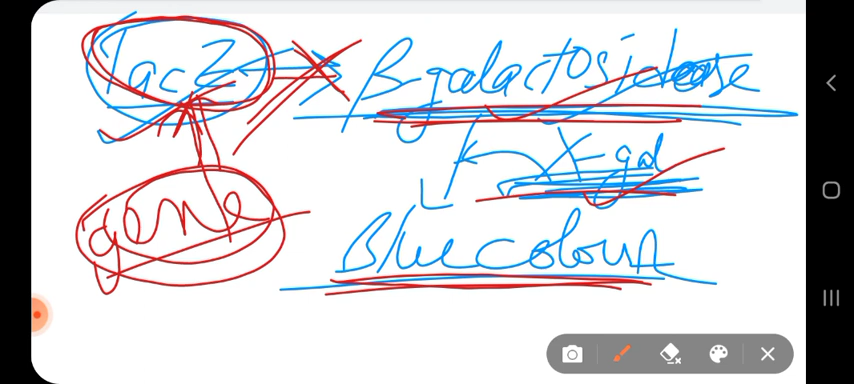 lacZ → β-galactosidase
X-gal
gene
Blue colour